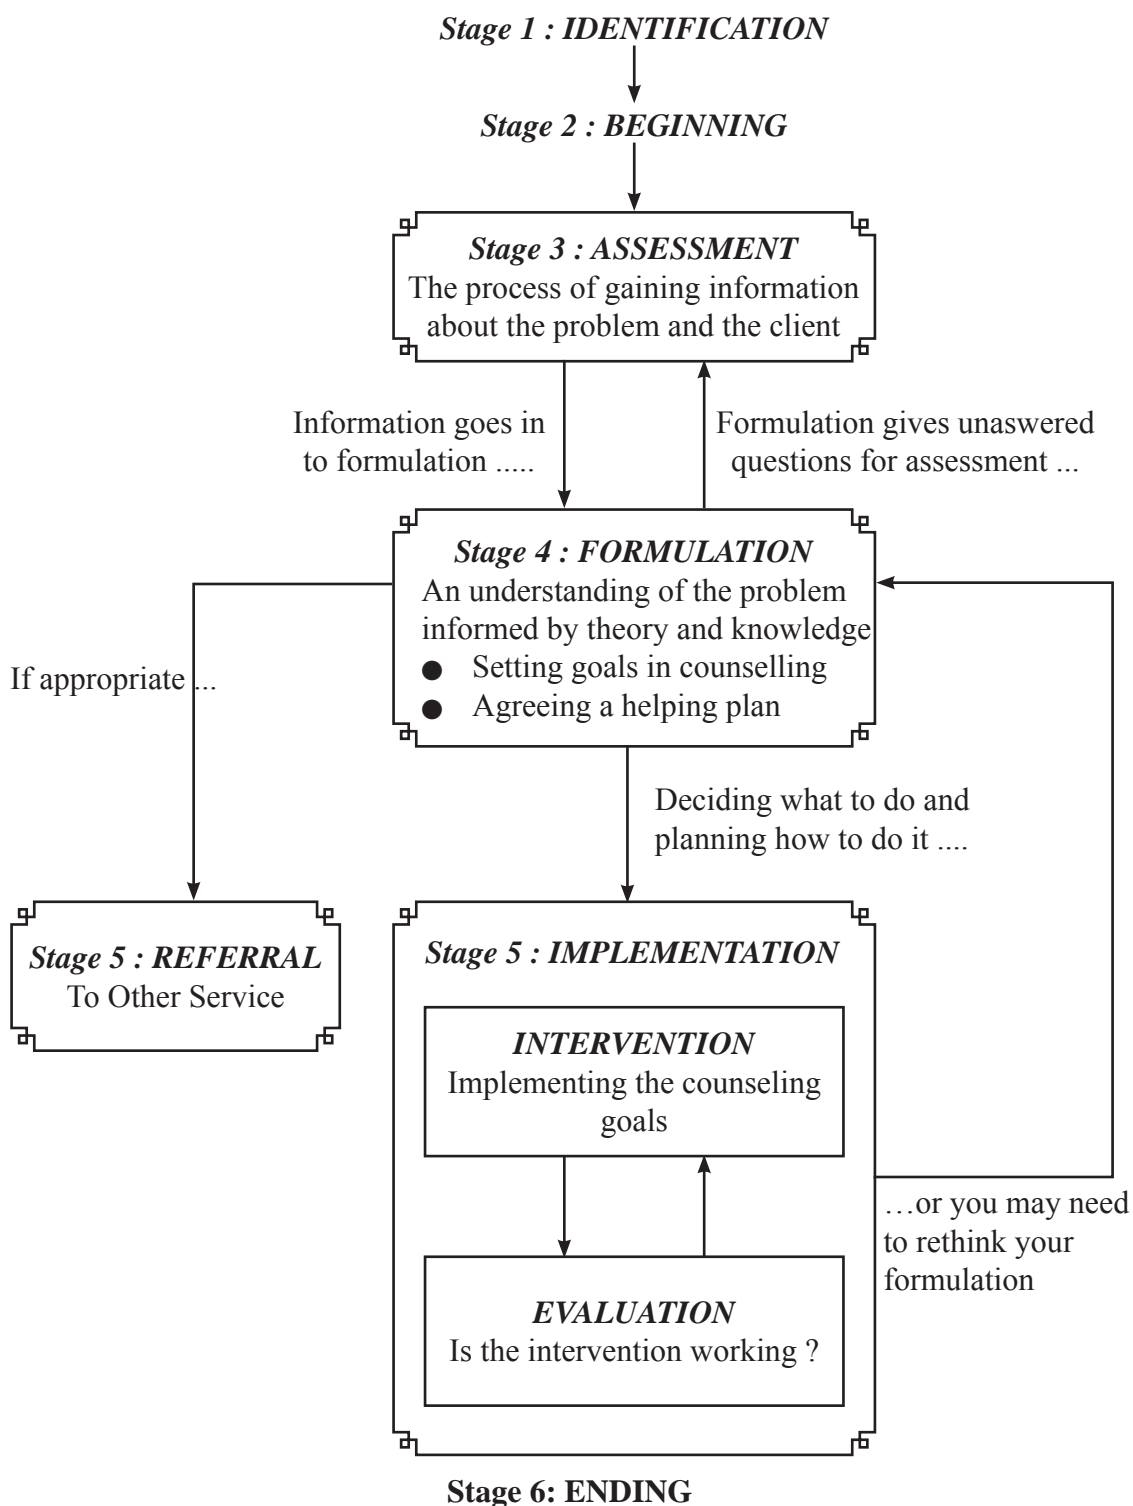 Stage 1 : IDENTIFICATION
Stage 2 : BEGINNING
Stage 3 : ASSESSMENT
The process of gaining information
about the problem and the client
Information goes in
to formulation .....
Formulation gives unaswered
questions for assessment ...
Stage 4 : FORMULATION
An understanding of the problem
informed by theory and knowledge
● Setting goals in counselling
● Agreeing a helping plan
If appropriate ...
Deciding what to do and
planning how to do it ....
Stage 5 : REFERRAL
To Other Service
Stage 5 : IMPLEMENTATION
INTERVENTION
Implementing the counseling
goals
…or you may need
to rethink your
formulation
EVALUATION
Is the intervention working ?
Stage 6: ENDING